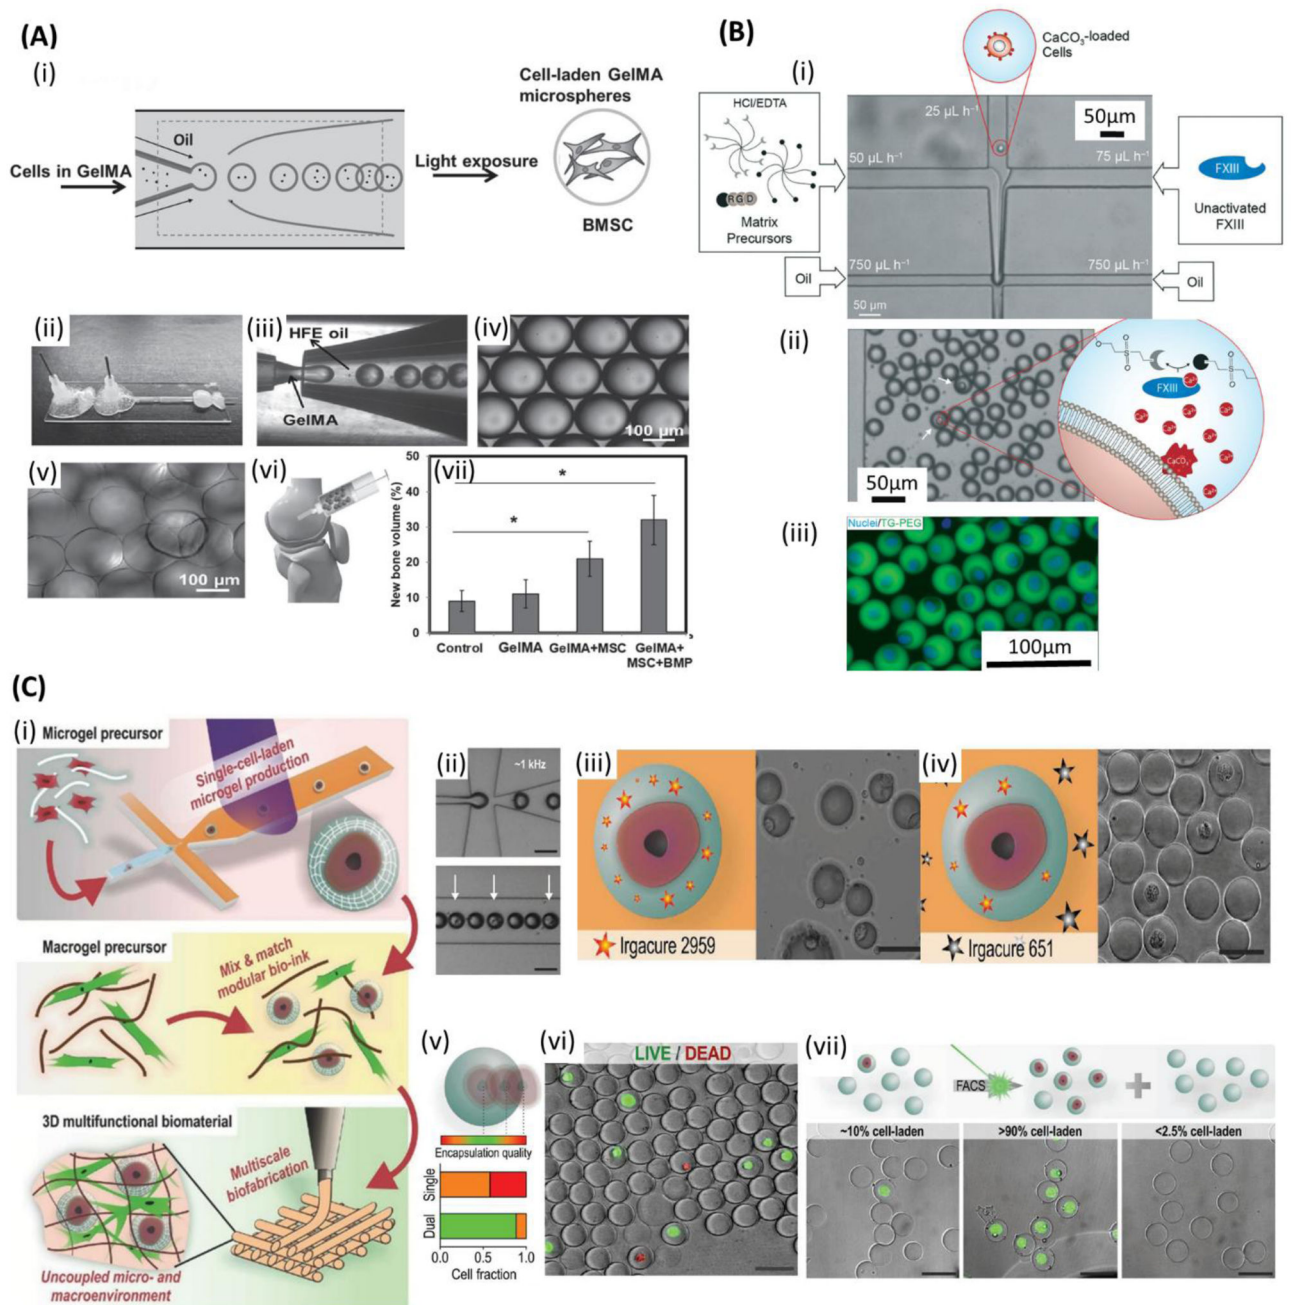 (A)
(i)
Oil
Cells in GelMA
Light exposure
Cell-laden GelMA
microspheres
BMSC
(ii)
(iii)
HFE oil
GelMA
(iv)
100 µm
(v)
100 µm
(vi)
(vii)
New bone volume (%)
50
40
30
20
10
0
*
*
Control
GelMA
GelMA+MSC
GelMA+
MSC+BMP
(B)
(i)
CaCO₃-loaded
Cells
HCl/EDTA
RGD
Matrix
Precursors
25 µL h⁻¹
50µm
50 µL h⁻¹
75 µL h⁻¹
FXIII
Unactivated
FXIII
Oil
750 µL h⁻¹
750 µL h⁻¹
Oil
50 µm
(ii)
50µm
FXIII
CaCO₃
(iii)
Nuclei/TG-PEG
100µm
(C)
(i)
Microgel precursor
Single-cell-laden
microgel production
Macrogel precursor
Mix & match
modular bio-ink
3D multifunctional biomaterial
Multiscale
biofabrication
Uncoupled micro- and
macroenvironment
(ii)
~1 kHz
(iii)
Irgacure 2959
(iv)
Irgacure 651
(v)
Encapsulation quality
Single
Dual
0.0
0.5
1.0
Cell fraction
(vi)
LIVE / DEAD
(vii)
FACS
~10% cell-laden
>90% cell-laden
<2.5% cell-laden